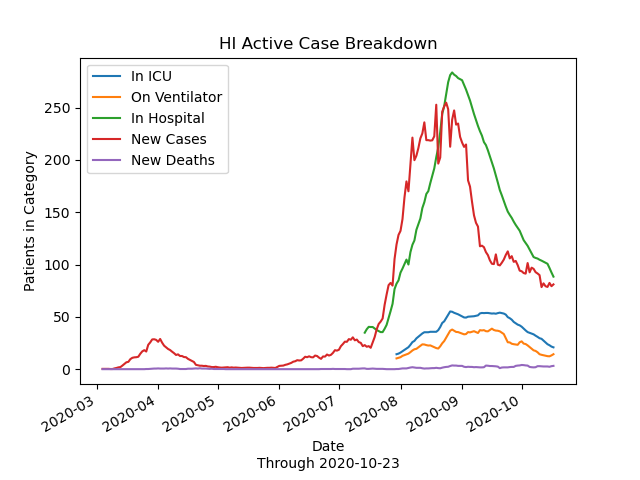 HI Active Case Breakdown
In ICU
On Ventilator
In Hospital
New Cases
New Deaths
Patients in Category
250
200
150
100
50
0
2020-03
2020-04
2020-05
2020-06
2020-07
2020-08
2020-09
2020-10
Date
Through 2020-10-23